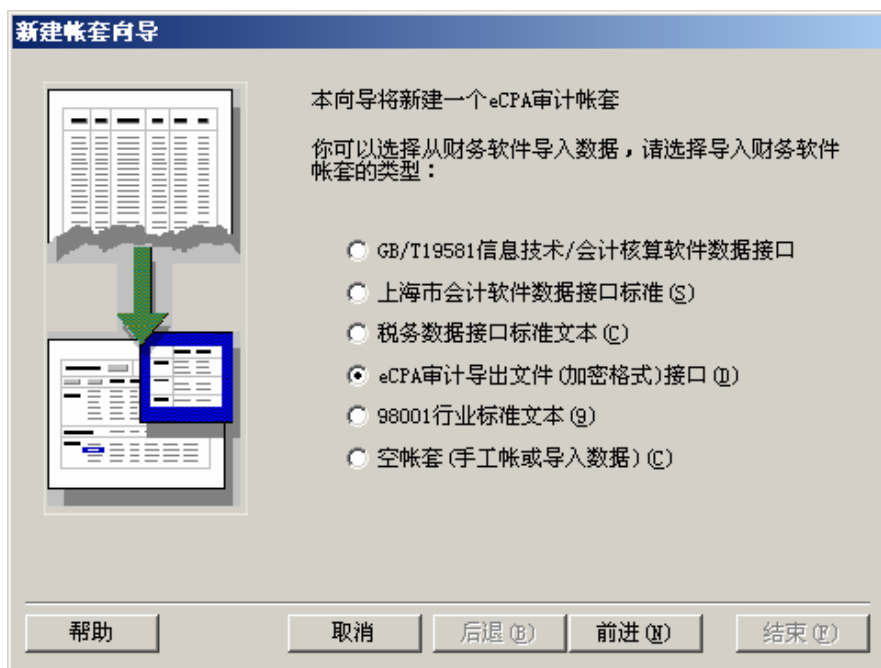 新建帐套向导
本向导将新建一个eCPA审计帐套
你可以选择从财务软件导入数据，请选择导入财务软件
帐套的类型：
GB/T19581信息技术/会计核算软件数据接口
上海市会计软件数据接口标准(S)
税务数据接口标准文本(C)
eCPA审计导出文件(加密格式)接口(D)
98001行业标准文本(9)
空帐套(手工帐或导入数据)(C)
帮助
取消
后退(B)
前进(N)
结束(F)